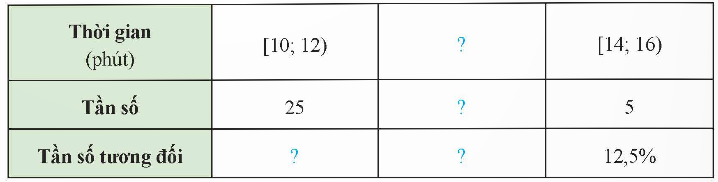 Thời gian
(phút)
[10; 12)
?
[14; 16)
Tần số
25
?
5
Tần số tương đối
?
?
12,5%